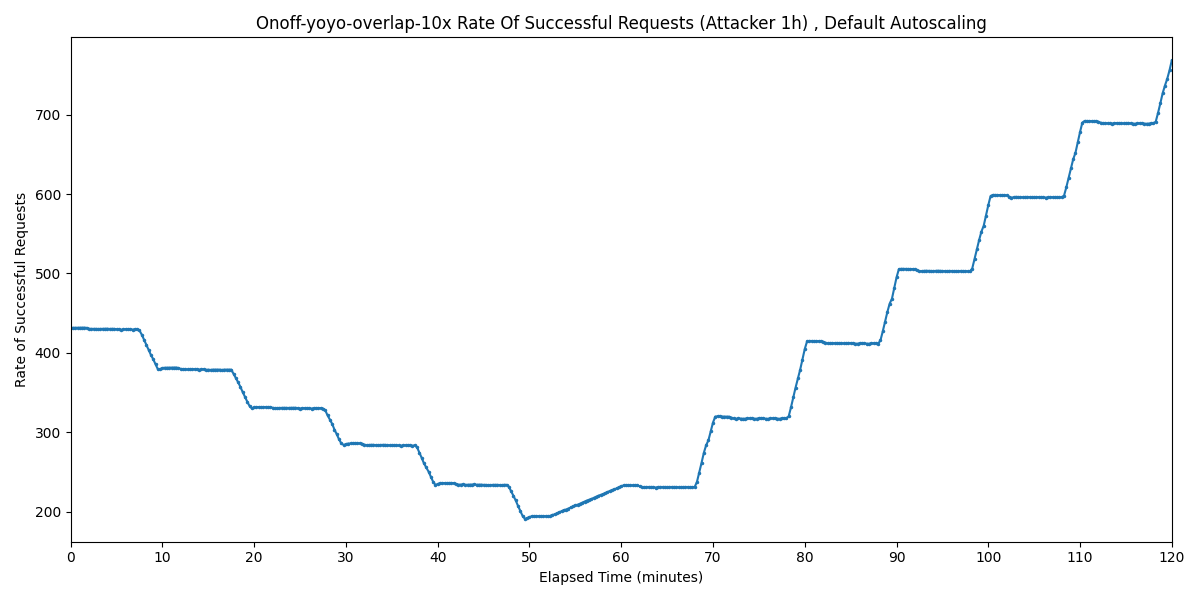 Onoff-yoyo-overlap-10x Rate Of Successful Requests (Attacker 1h) , Default Autoscaling
Rate of Successful Requests
700
600
500
400
300
200
0 10 20 30 40 50 60 70 80 90 100 110 120
Elapsed Time (minutes)